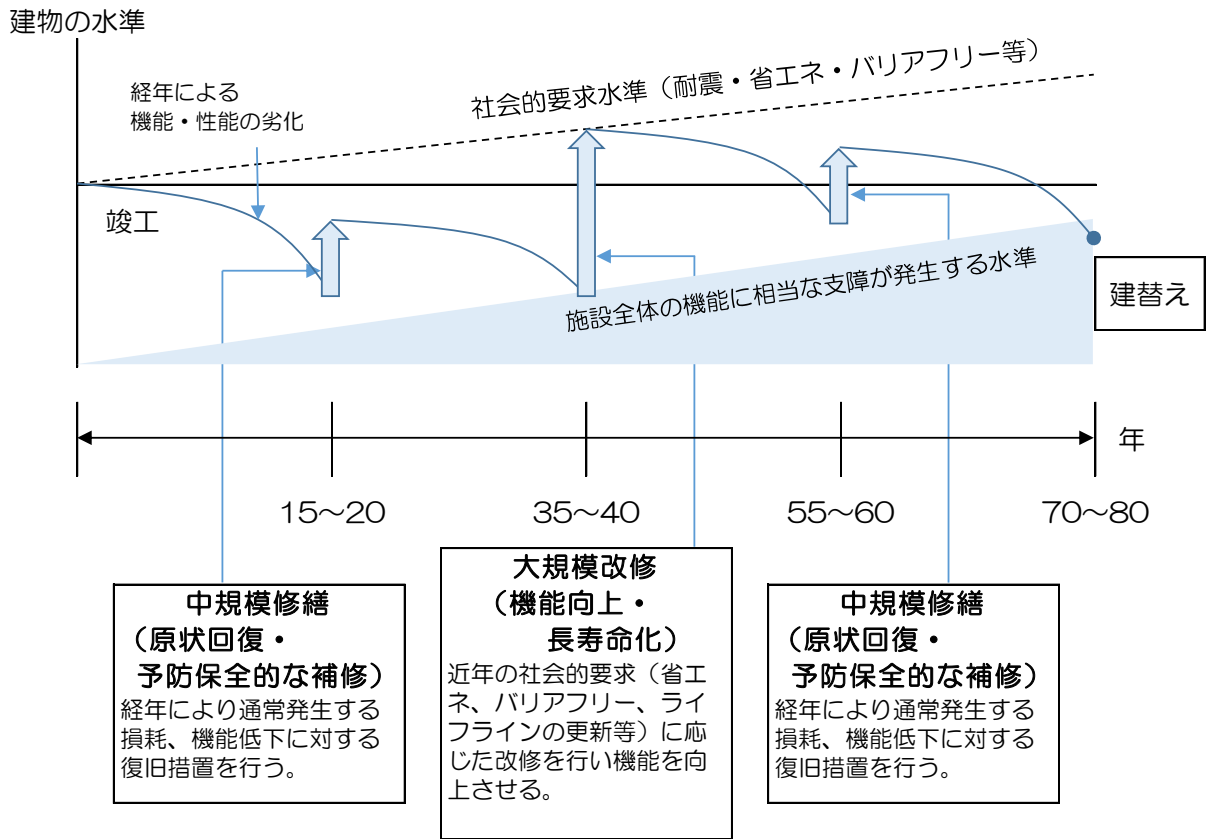 建物の水準
経年による
機能・性能の劣化
社会的要求水準（耐震・省エネ・バリアフリー等）
竣工
施設全体の機能に相当な支障が発生する水準
建替え
年
15～20
35～40
55～60
70～80
中規模修繕
（原状回復・
予防保全的な補修）
経年により通常発生する
損耗、機能低下に対する
復旧措置を行う。
大規模改修
（機能向上・
長寿命化）
近年の社会的要求（省エ
ネ、バリアフリー、ライ
フラインの更新等）に応
じた改修を行い機能を向
上させる。
中規模修繕
（原状回復・
予防保全的な補修）
経年により通常発生する
損耗、機能低下に対する
復旧措置を行う。